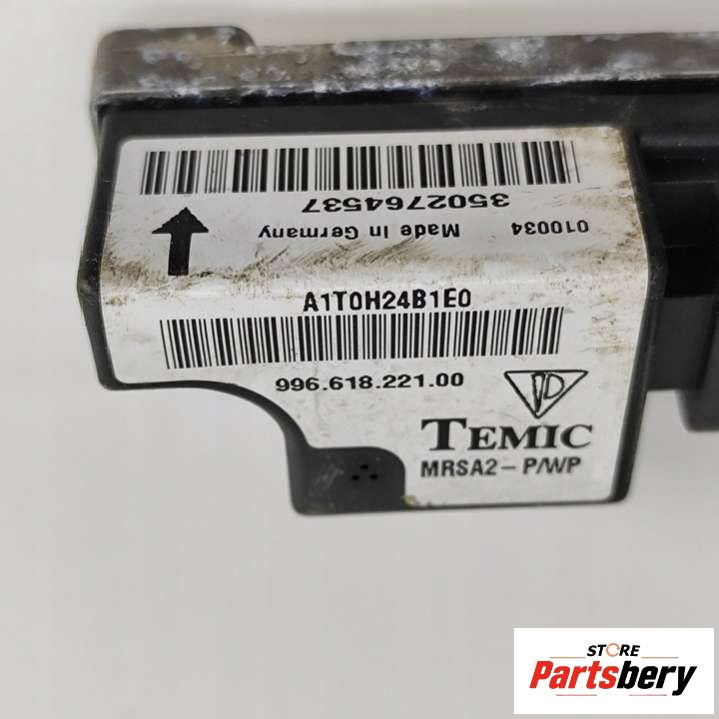 3502764537
010034
Made In Germany
A1T0H24B1E0
996.618.221.00
TEMIC
MRSA2-P/WP
STORE
Partsbery